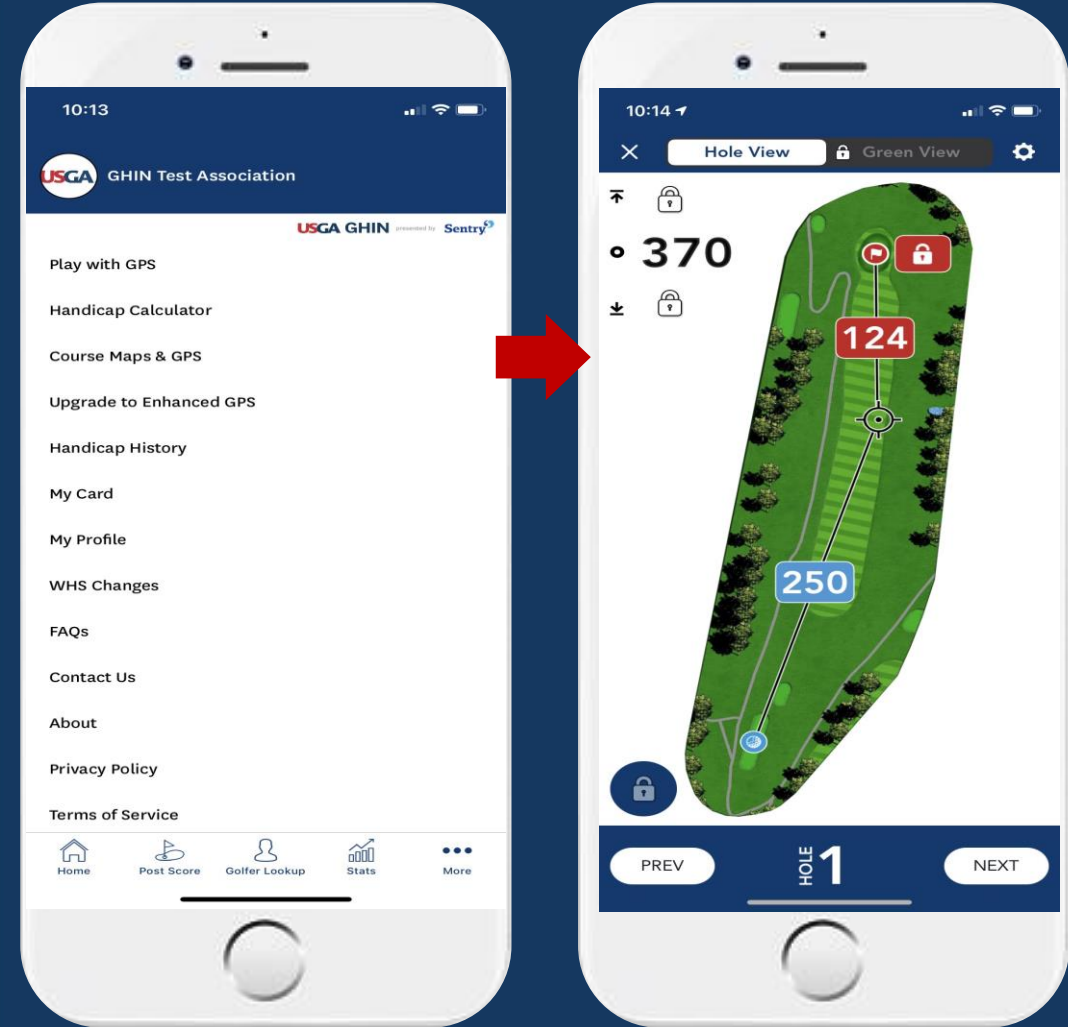 10:13
USGA
GHIN Test Association
USGA GHIN presented by Sentry
Play with GPS
Handicap Calculator
Course Maps & GPS
Upgrade to Enhanced GPS
Handicap History
My Card
My Profile
WHS Changes
FAQs
Contact Us
About
Privacy Policy
Terms of Service
Home Post Score Golfer Lookup Stats More
10:14
Hole View Green View
370
124
250
PREV HOLE 1 NEXT